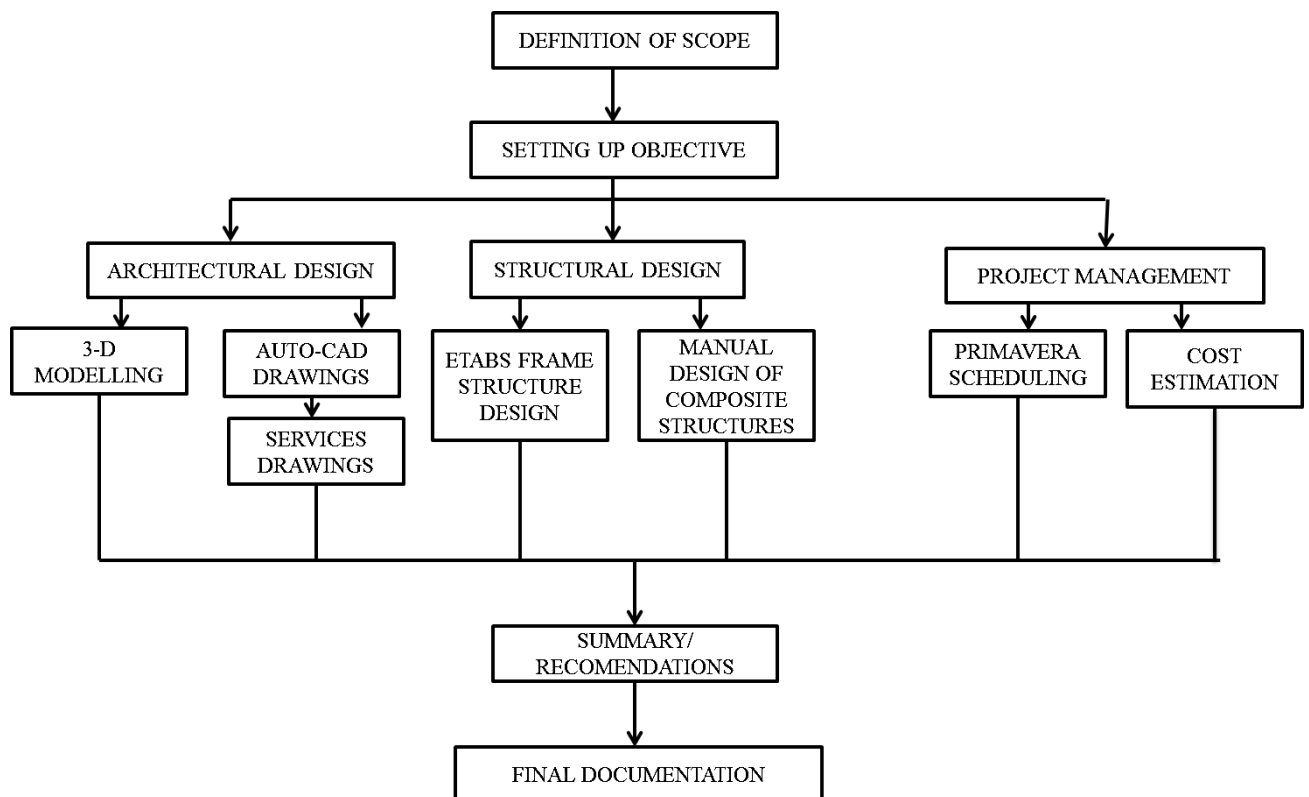 DEFINITION OF SCOPE
SETTING UP OBJECTIVE
ARCHITECTURAL DESIGN
STRUCTURAL DESIGN
PROJECT MANAGEMENT
3-D
MODELLING
AUTO-CAD
DRAWINGS
SERVICES
DRAWINGS
ETABS FRAME
STRUCTURE
DESIGN
MANUAL
DESIGN OF
COMPOSITE
STRUCTURES
PRIMAVERA
SCHEDULING
COST
ESTIMATION
SUMMARY/
RECOMENDATIONS
FINAL DOCUMENTATION